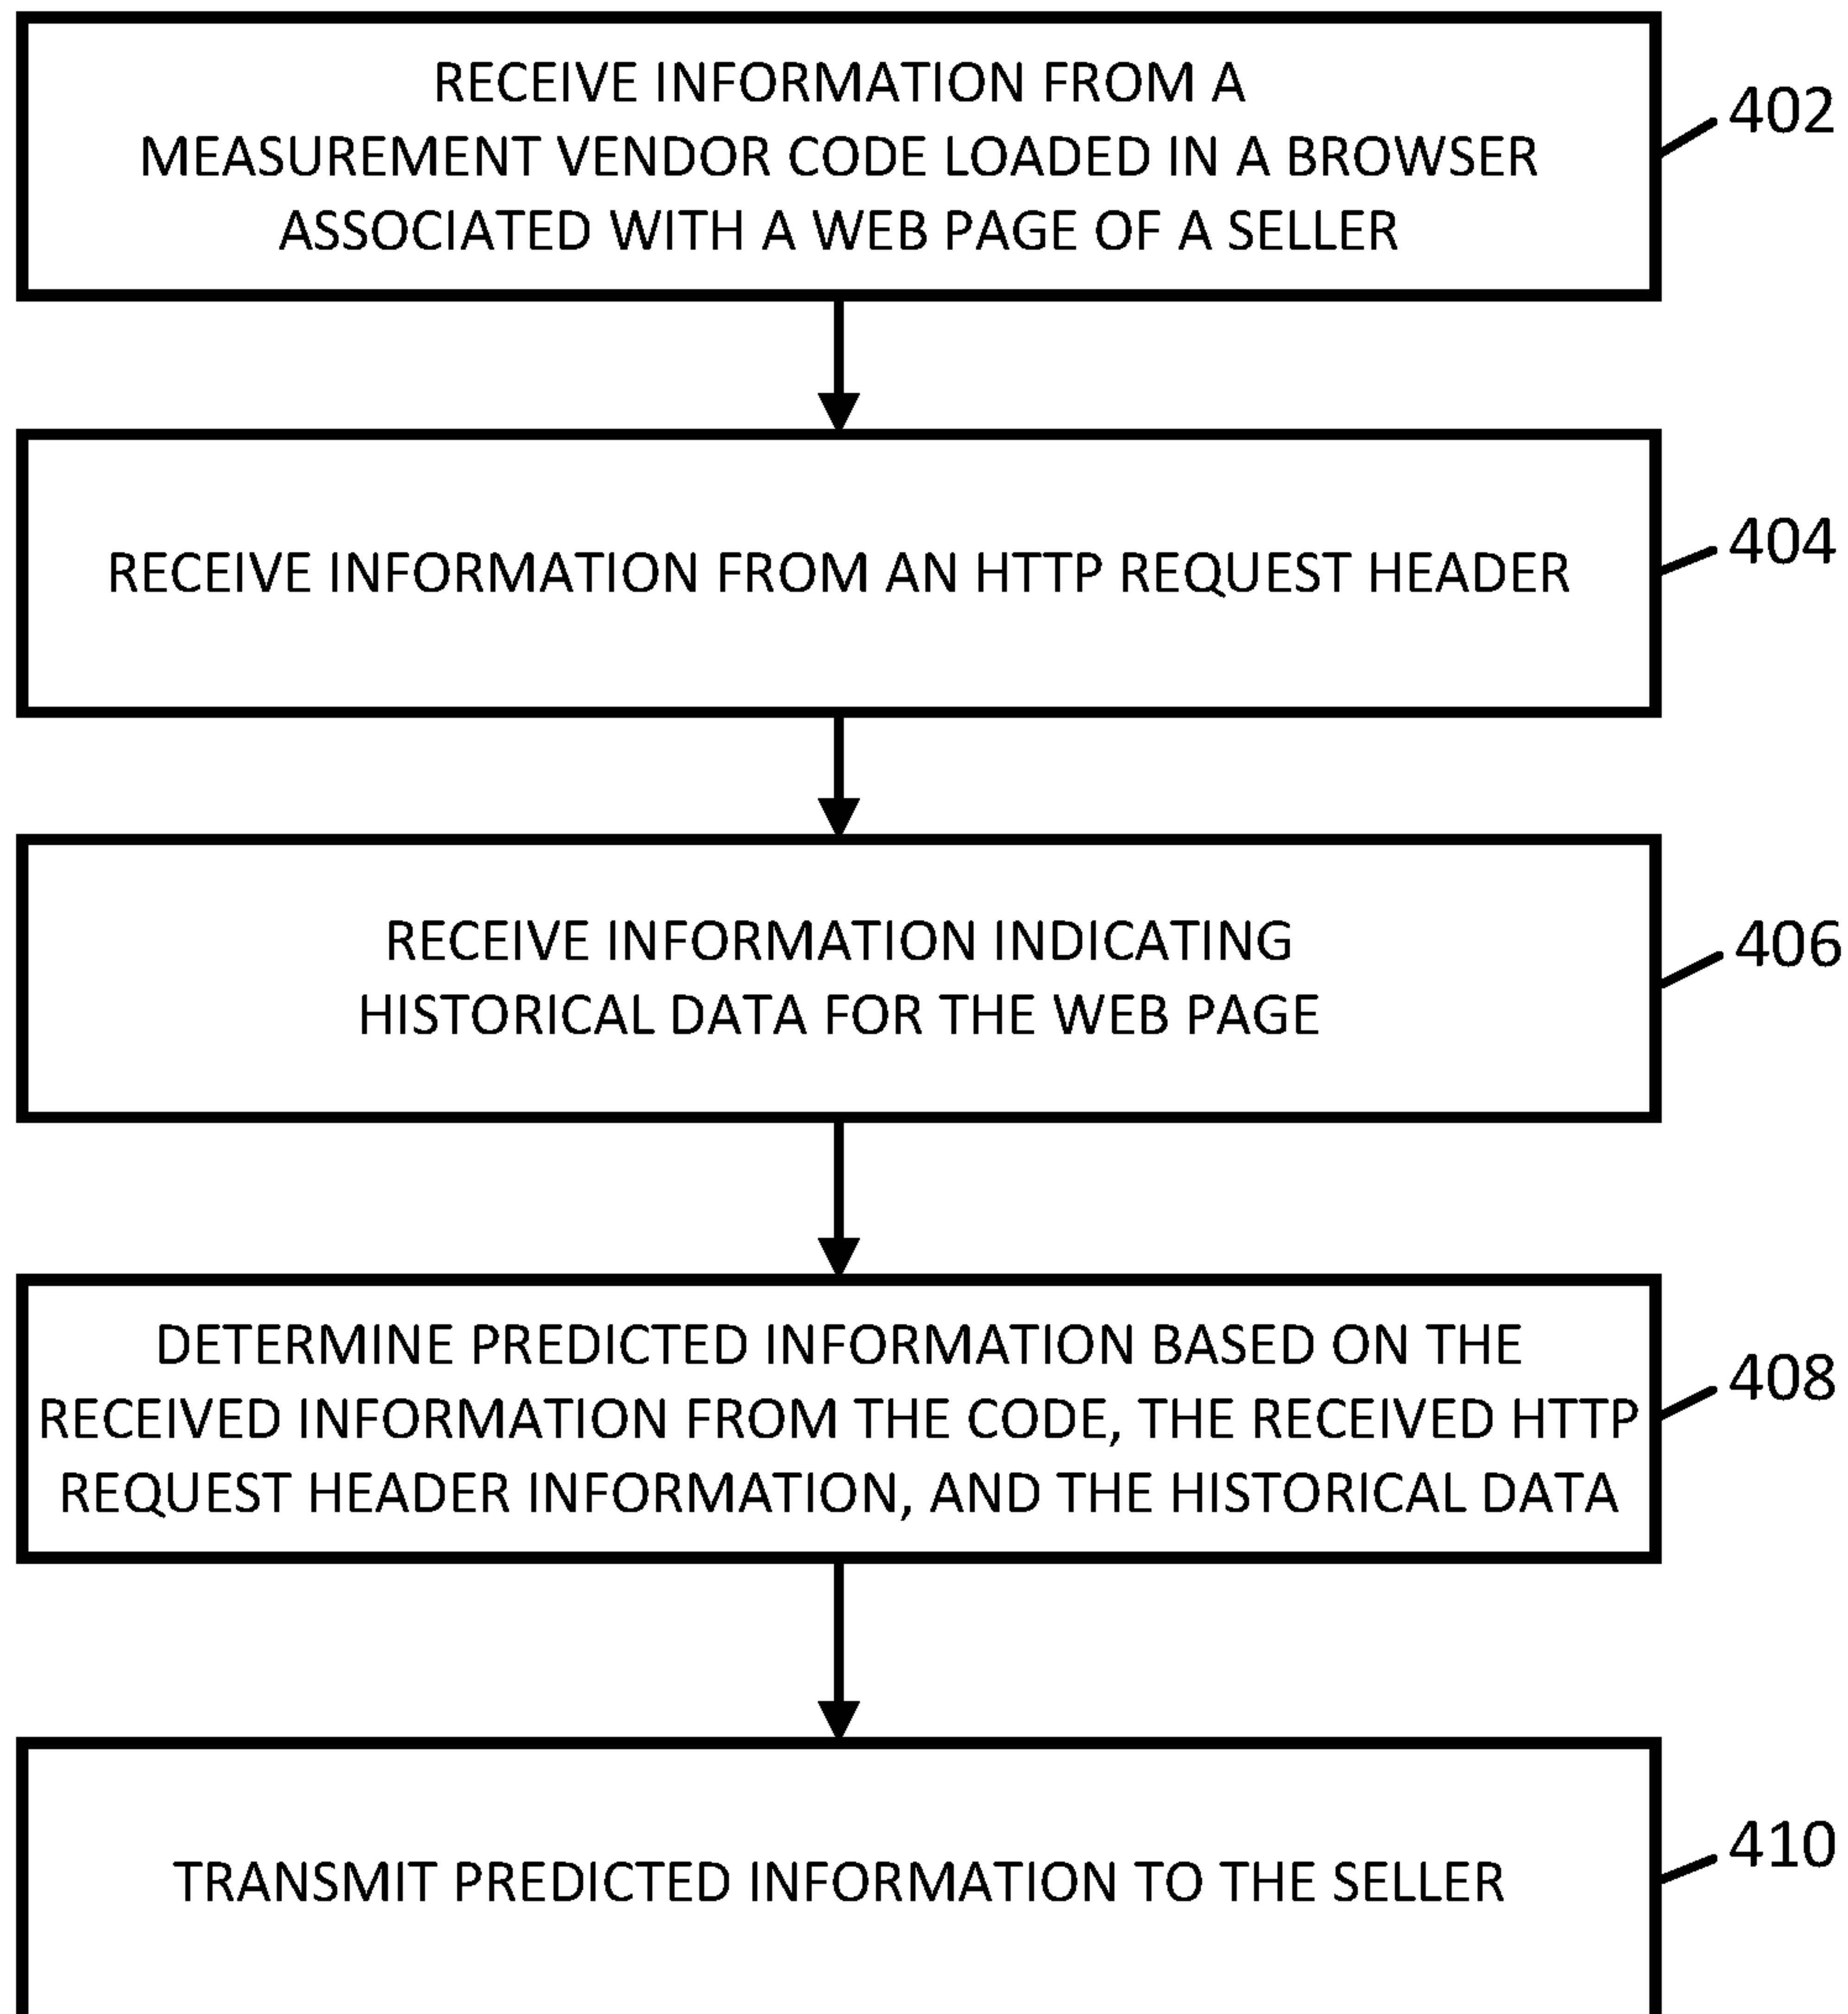 RECEIVE INFORMATION FROM A
MEASUREMENT VENDOR CODE LOADED IN A BROWSER
ASSOCIATED WITH A WEB PAGE OF A SELLER
402
RECEIVE INFORMATION FROM AN HTTP REQUEST HEADER
404
RECEIVE INFORMATION INDICATING
HISTORICAL DATA FOR THE WEB PAGE
406
DETERMINE PREDICTED INFORMATION BASED ON THE
RECEIVED INFORMATION FROM THE CODE, THE RECEIVED HTTP
REQUEST HEADER INFORMATION, AND THE HISTORICAL DATA
408
TRANSMIT PREDICTED INFORMATION TO THE SELLER
410